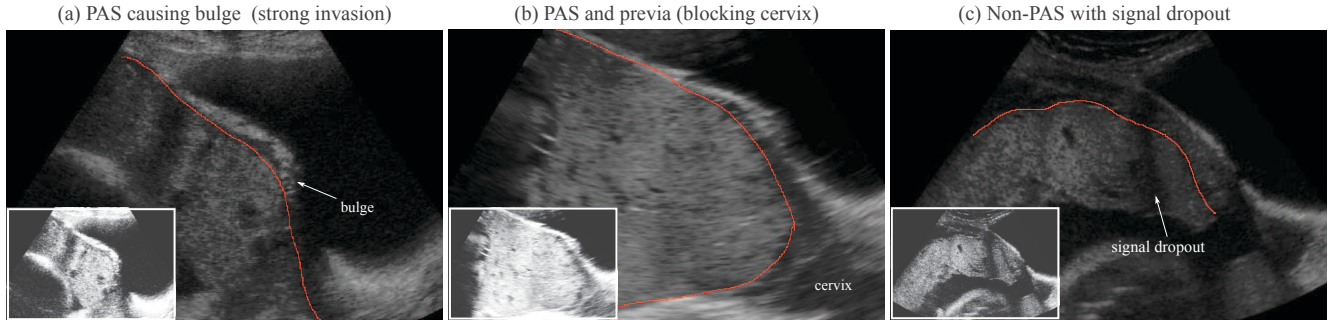 (a) PAS causing bulge (strong invasion)
(b) PAS and previa (blocking cervix)
(c) Non-PAS with signal dropout
bulge
cervix
signal dropout